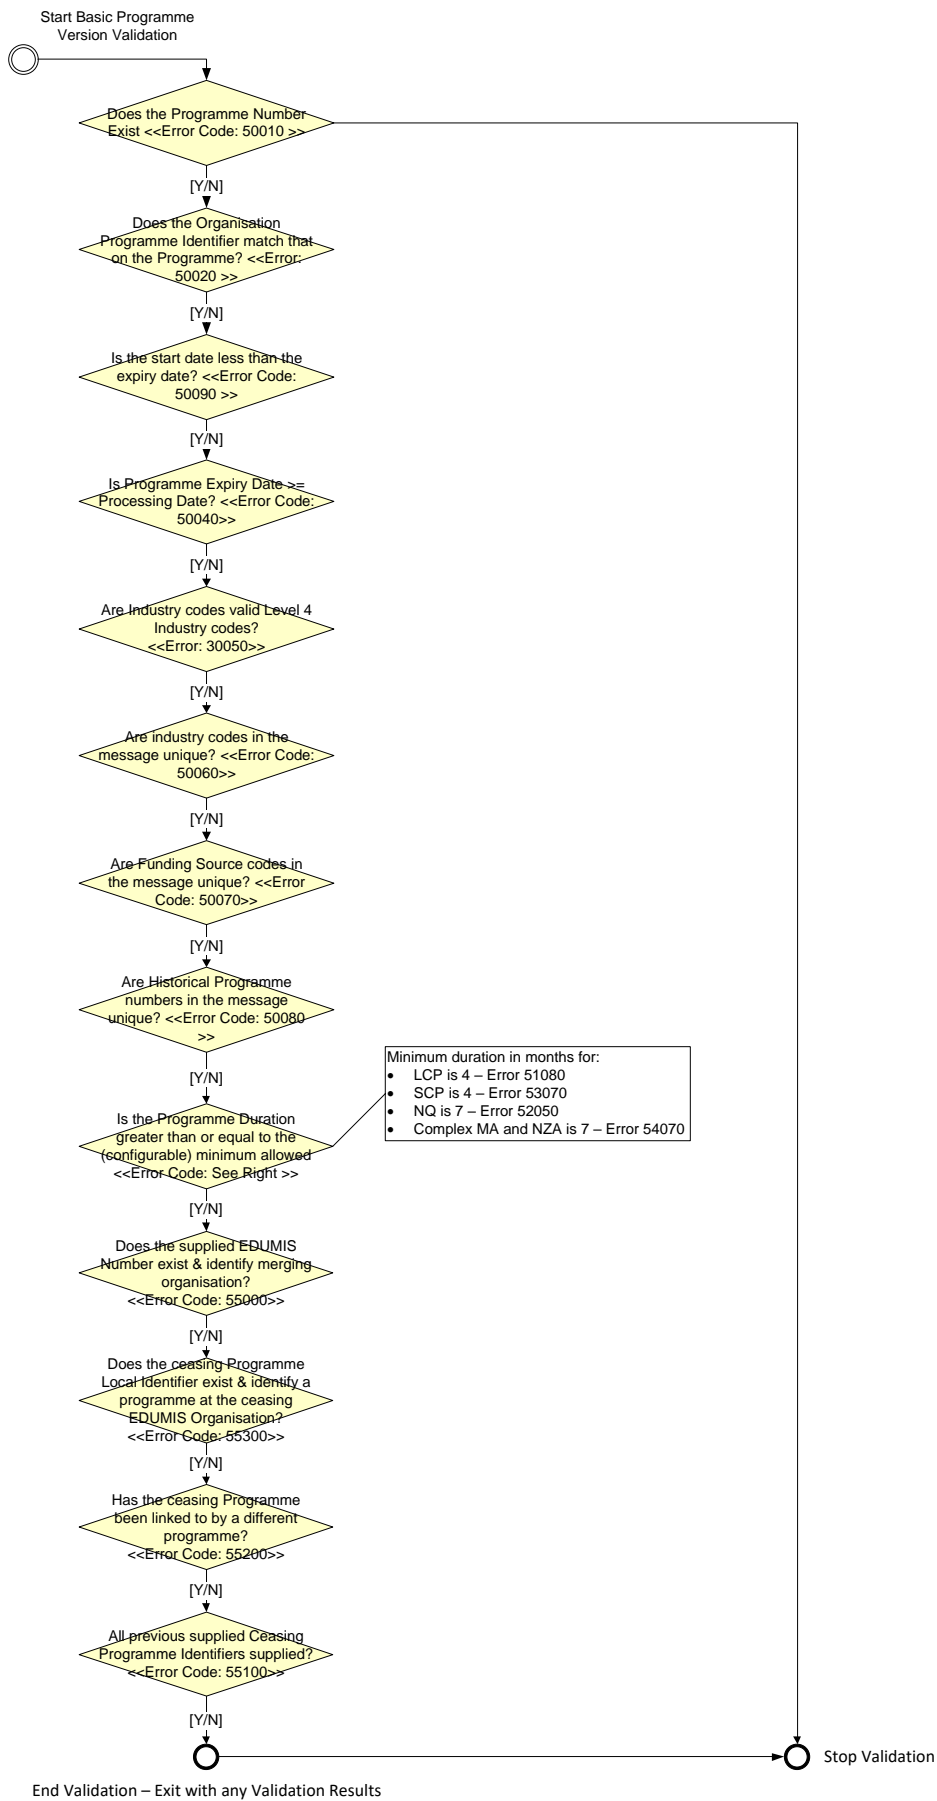 Start Basic Programme
Version Validation
Does the Programme Number
Exist <<Error Code: 50010 >>
[Y/N]
Does the Organisation
Programme Identifier match that
on the Programme? <<Error:
50020 >>
[Y/N]
Is the start date less than the
expiry date? <<Error Code:
50090 >>
[Y/N]
Is Programme Expiry Date >=
Processing Date? <<Error Code:
50040>>
[Y/N]
Are Industry codes valid Level 4
Industry codes?
<<Error: 30050>>
[Y/N]
Are industry codes in the
message unique? <<Error Code:
50060>>
[Y/N]
Are Funding Source codes in
the message unique? <<Error
Code: 50070>>
[Y/N]
Are Historical Programme
numbers in the message
unique? <<Error Code: 50080
>>
[Y/N]
Minimum duration in months for:
• LCP is 4 – Error 51080
• SCP is 4 – Error 53070
• NQ is 7 – Error 52050
• Complex MA and NZA is 7 – Error 54070
Is the Programme Duration
greater than or equal to the
(configurable) minimum allowed
<<Error Code: See Right >>
[Y/N]
Does the supplied EDUMIS
Number exist & identify merging
organisation?
<<Error Code: 55000>>
[Y/N]
Does the ceasing Programme
Local Identifier exist & identify a
programme at the ceasing
EDUMIS Organisation?
<<Error Code: 55300>>
[Y/N]
Has the ceasing Programme
been linked to by a different
programme?
<<Error Code: 55200>>
[Y/N]
All previous supplied Ceasing
Programme Identifiers supplied?
<<Error Code: 55100>>
[Y/N]
Stop Validation
End Validation – Exit with any Validation Results